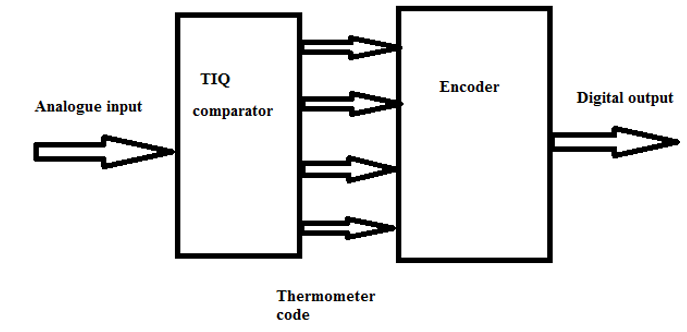 Analogue input
TIQ
comparator
Encoder
Digital output
Thermometer
code